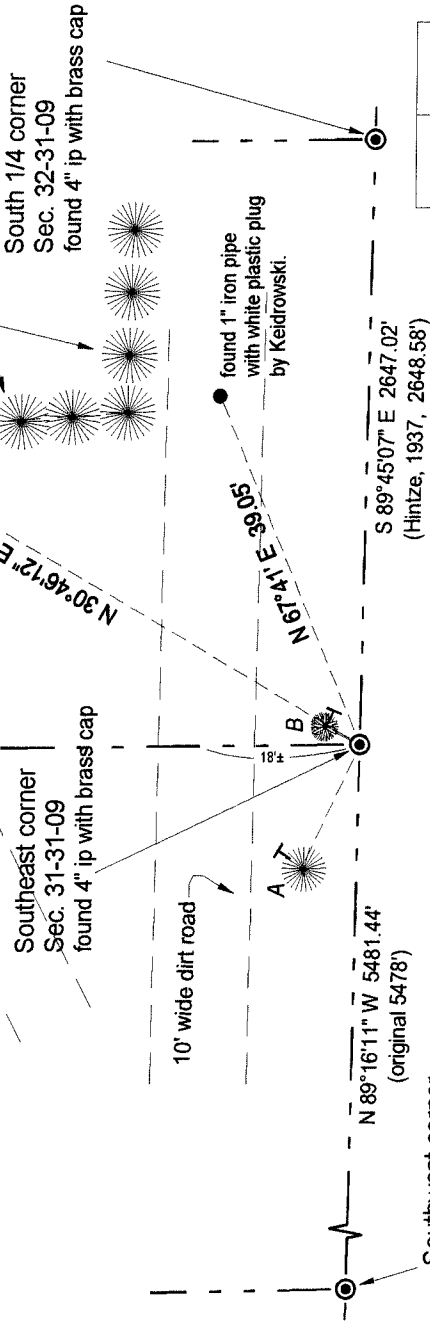 South 1/4 corner
Sec. 32-31-09
found 4" ip with brass cap
N 30°46'12" E
Southeast corner
Sec. 31-31-09
found 4" ip with brass cap
found 1" iron pipe
with white plastic plug
by Keidrowski.
N 67°41' E 39.05'
10' wide dirt road
18'±
A
T
B
T
N 89°16'11" W 5481.44'
(original 5478')
S 89°45'07" E 2647.02'
(Hintze, 1937, 2648.58')
Southwest corner